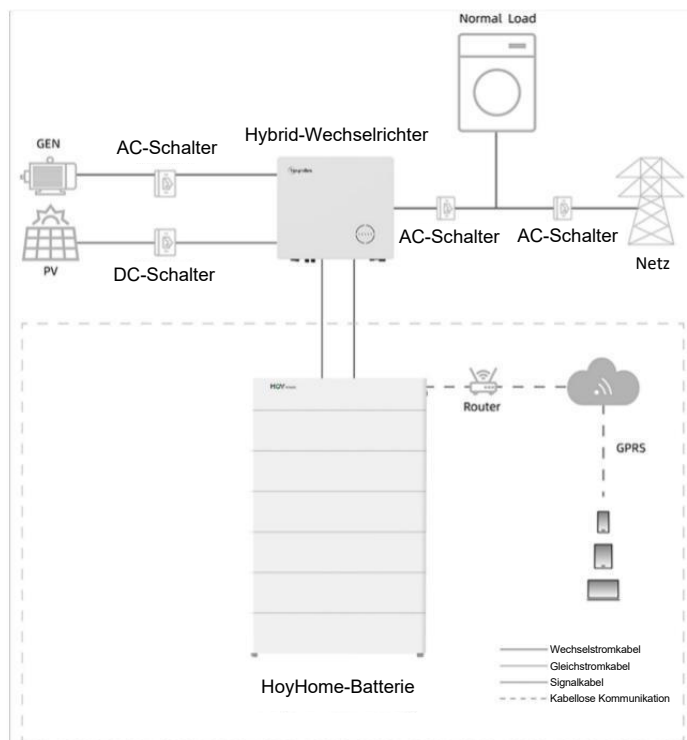 Normal Load
Hybrid-Wechselrichter
AC-Schalter
GEN
AC-Schalter
AC-Schalter
Netz
PV
DC-Schalter
HOY
Router
GPRS
Wechselstromkabel
Gleichstromkabel
Signalkabel
Kabellose Kommunikation
HoyHome-Batterie